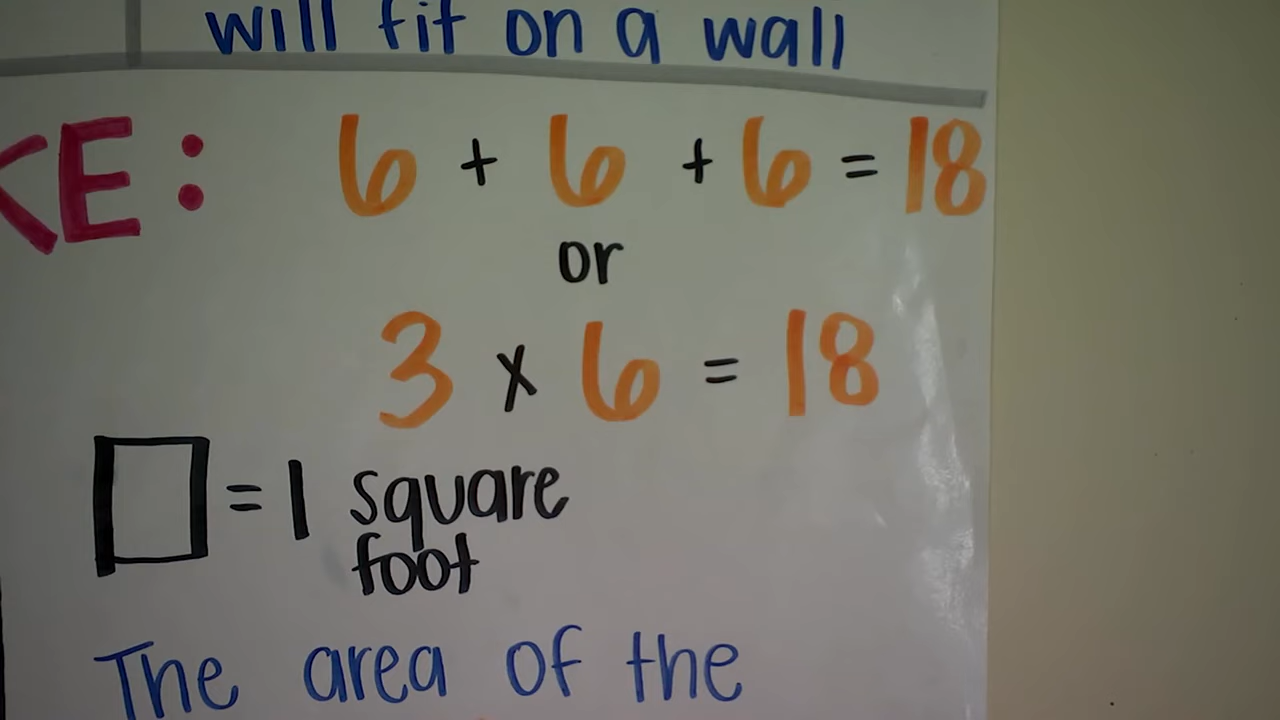 will fit on a wall
KE: 6 + 6 + 6 = 18
or
3 x 6 = 18
= 1 square
foot
The area of the